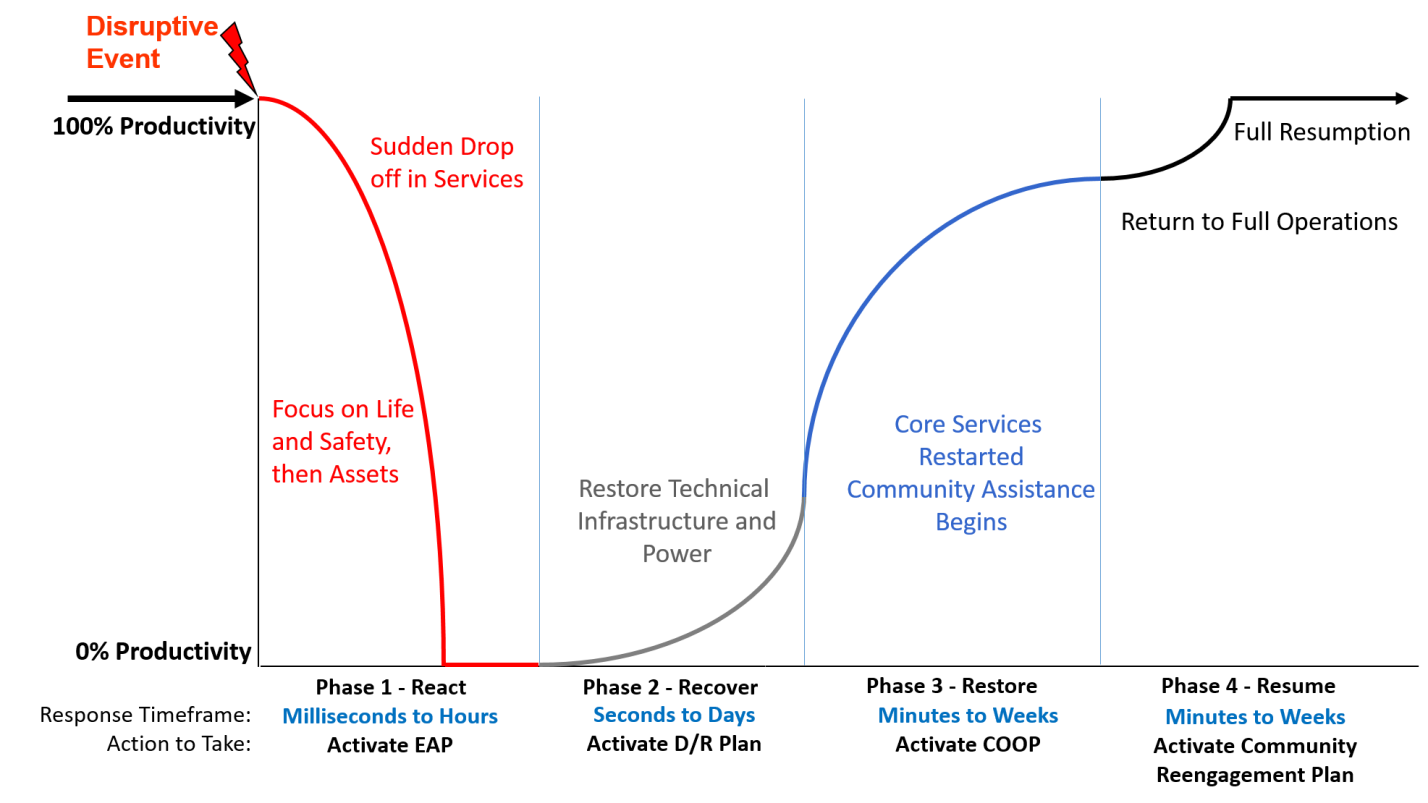 Disruptive
Event
100% Productivity
Sudden Drop
off in Services
Full Resumption
Return to Full Operations
Focus on Life
and Safety,
then Assets
Restore Technical
Infrastructure and
Power
Core Services
Restarted
Community Assistance
Begins
0% Productivity
Phase 1 - React
Phase 2 - Recover
Phase 3 - Restore
Phase 4 - Resume
Response Timeframe:
Milliseconds to Hours
Seconds to Days
Minutes to Weeks
Minutes to Weeks
Action to Take:
Activate EAP
Activate D/R Plan
Activate COOP
Activate Community
Reengagement Plan